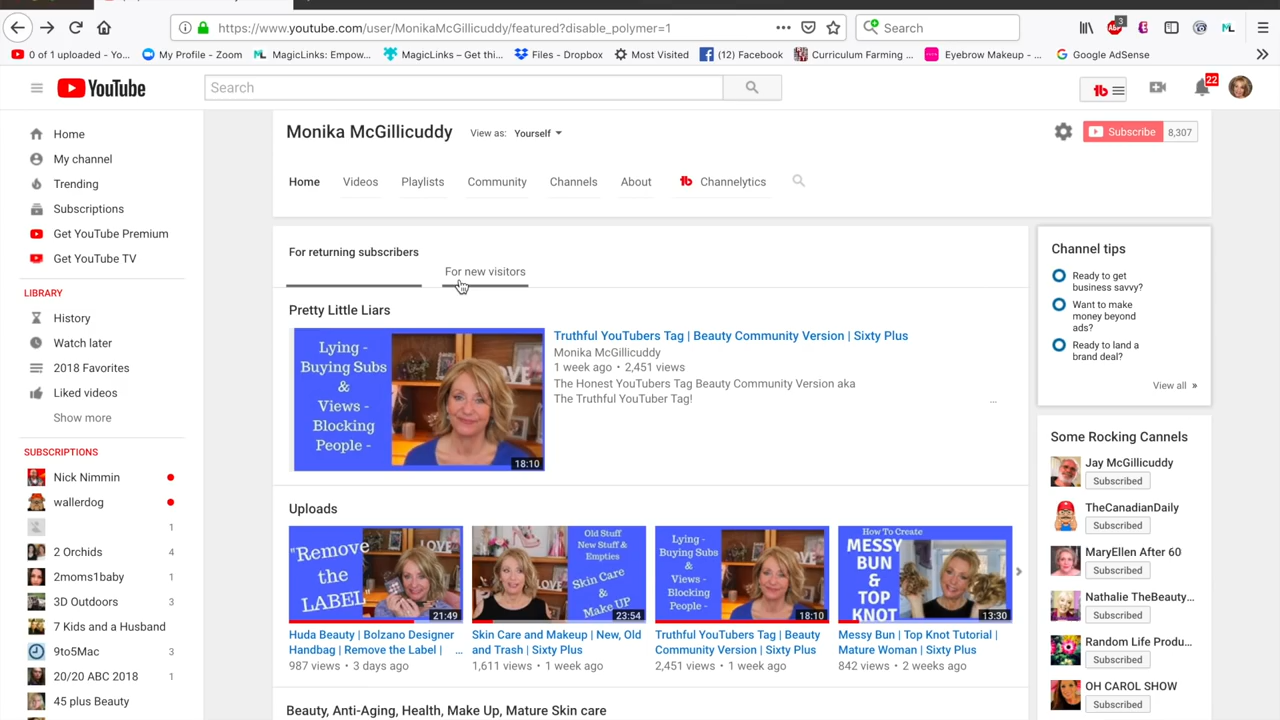 https://www.youtube.com/user/MonikaMcGillicuddy/featured?disable_polymer=1
Search
3
0 of 1 uploaded - Yo...
My Profile - Zoom
MagicLinks: Empow...
MagicLinks – Get thi...
Files - Dropbox
Most Visited
(12) Facebook
Curriculum Farming ...
Eyebrow Makeup - ...
Google AdSense
YouTube
Search
22
Home
My channel
Trending
Subscriptions
Get YouTube Premium
Get YouTube TV
LIBRARY
History
Watch later
2018 Favorites
Liked videos
Show more
SUBSCRIPTIONS
Nick Nimmin
wallerdog
1
2 Orchids 4
2moms1baby 1
3D Outdoors 3
7 Kids and a Husband
9to5Mac 3
20/20 ABC 2018 1
45 plus Beauty
Monika McGillicuddy
View as: Yourself
Subscribe 8,307
Home
Videos
Playlists
Community
Channels
About
tb Channelytics
For returning subscribers
For new visitors
Pretty Little Liars
Lying -
Buying Subs
&
Views -
Blocking
People -
18:10
Truthful YouTubers Tag | Beauty Community Version | Sixty Plus
Monika McGillicuddy
1 week ago • 2,451 views
The Honest YouTubers Tag Beauty Community Version aka
The Truthful YouTuber Tag!
...
Uploads
"Remove
the
LABEL
LOVE
21:49
Huda Beauty | Bolzano Designer
Handbag | Remove the Label | ...
987 views • 3 days ago
Old Stuff
New Stuff &
Empties
Skin Care
&
Make UP
23:54
Skin Care and Makeup | New, Old
and Trash | Sixty Plus
1,611 views • 1 week ago
Lying -
Buying Subs
&
Views -
Blocking
People -
18:10
Truthful YouTubers Tag | Beauty
Community Version | Sixty Plus
2,451 views • 1 week ago
How To Create
MESSY
BUN
&
TOP
KNOT
13:30
Messy Bun | Top Knot Tutorial |
Mature Woman | Sixty Plus
842 views • 2 weeks ago
Beauty, Anti-Aging, Health, Make Up, Mature Skin care
Channel tips
Ready to get
business savvy?
Want to make
money beyond
ads?
Ready to land a
brand deal?
View all »
Some Rocking Cannels
Jay McGillicuddy
Subscribed
TheCanadianDaily
Subscribed
MaryEllen After 60
Subscribed
Nathalie TheBeauty...
Subscribed
Random Life Produ...
Subscribed
OH CAROL SHOW
Subscribed